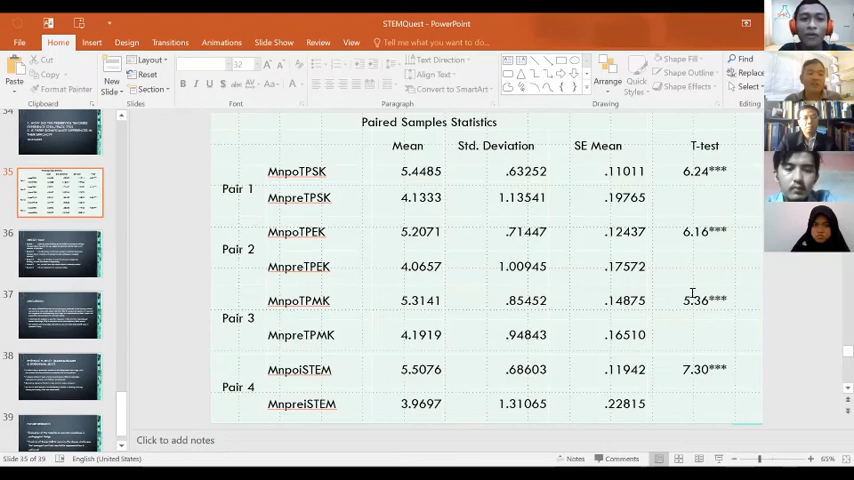 STEMQuest - PowerPoint
File Home Insert Design Transitions Animations Slide Show Review View Tell me what you want to do...
Cut
Copy
Format Painter
Paste
Clipboard
New Slide
Layout
Reset
Section
Slides
32
B I U S
Font
Paragraph
Text Direction
Align Text
Convert to SmartArt
Arrange
Quick Styles
Drawing
Shape Fill
Shape Outline
Shape Effects
Find
Replace
Select
34
35
36
37
38
39
Paired Samples Statistics
Mean Std. Deviation SE Mean T-test
Pair 1
MnpoTPSK 5.4485 .63252 .11011 6.24***
MnpreTPSK 4.1333 1.13541 .19765
Pair 2
MnpoTPEK 5.2071 .71447 .12437 6.16***
MnpreTPEK 4.0657 1.00945 .17572
Pair 3
MnpoTPMK 5.3141 .85452 .14875 5.36***
MnpreTPMK 4.1919 .94843 .16510
Pair 4
MnpoiSTEM 5.5076 .68603 .11942 7.30***
MnpreiSTEM 3.9697 1.31065 .22815
Click to add notes
Slide 35 of 39 English (United States) Notes Comments 65%